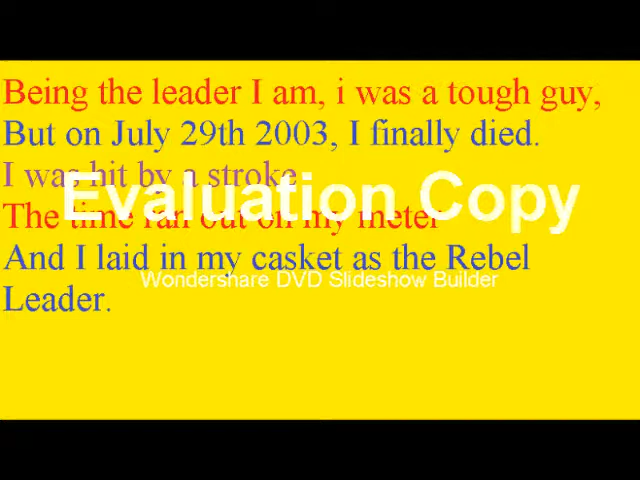 Being the leader I am, i was a tough guy,
But on July 29th 2003, I finally died.
I was hit by a stroke
Evaluation Copy
The time ran out on my meter
And I laid in my casket as the Rebel
Wondershare DVD Slideshow Builder
Leader.